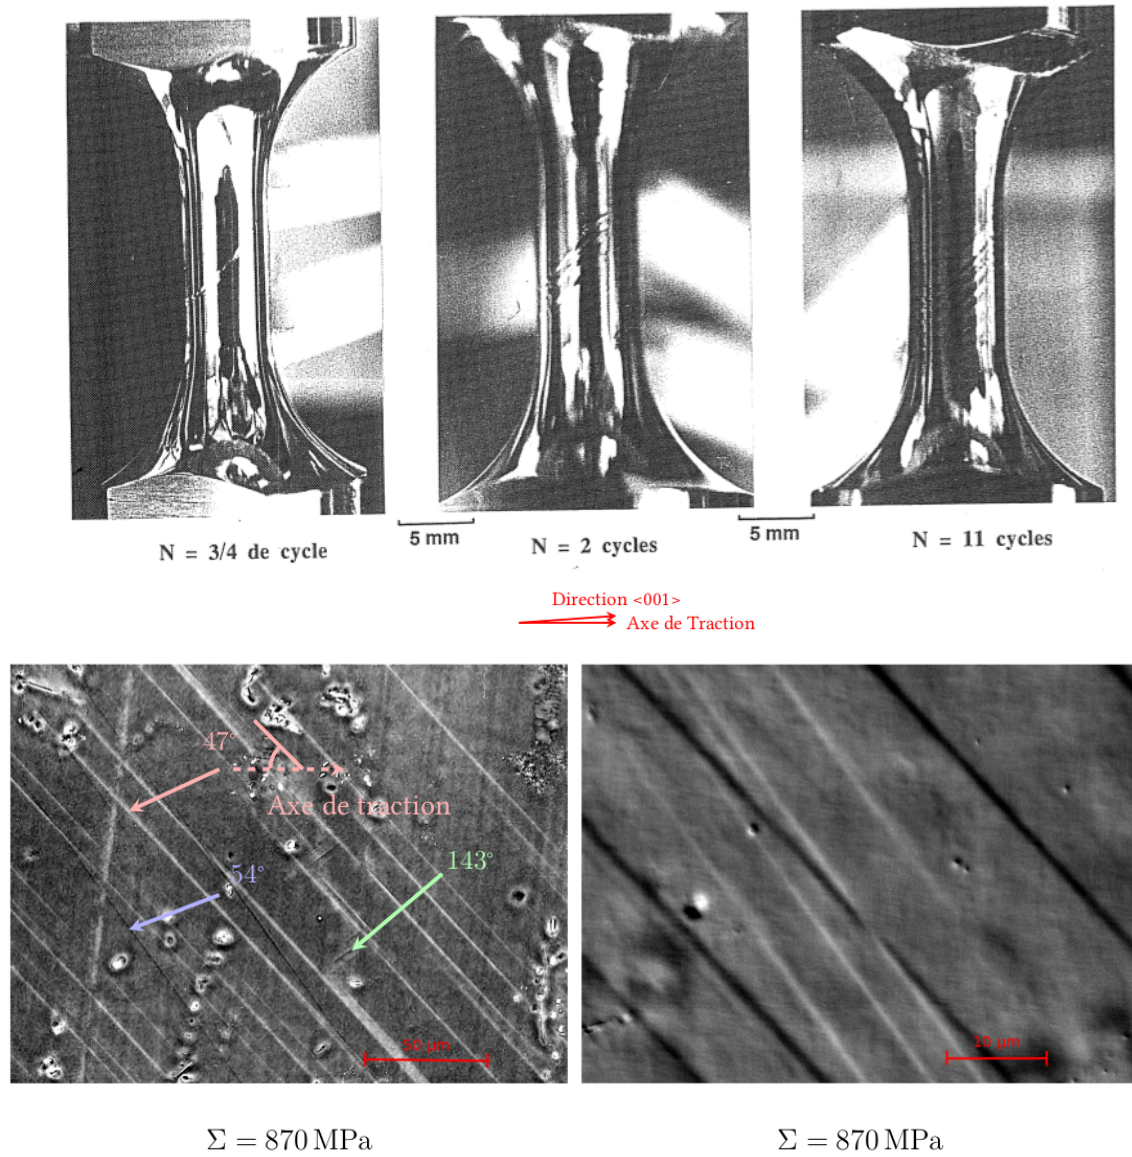 5 mm
5 mm
N = 3/4 de cycle
N = 2 cycles
N = 11 cycles
Direction <001>
Axe de Traction
47°
Axe de traction
54°
143°
50 µm
10 µm
Σ = 870 MPa
Σ = 870 MPa